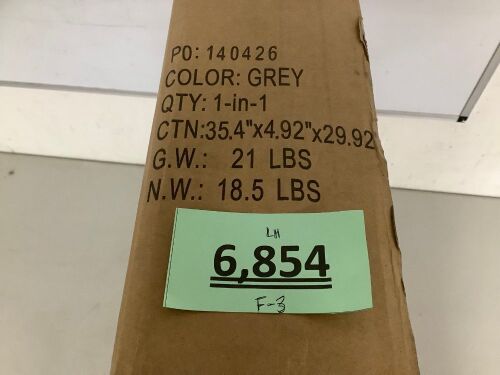 PO: 140426
COLOR: GREY
QTY: 1-in-1
CTN:35.4"x4.92"x29.92
G.W.: 21 LBS
N.W.: 18.5 LBS
LH
6,854
F-3